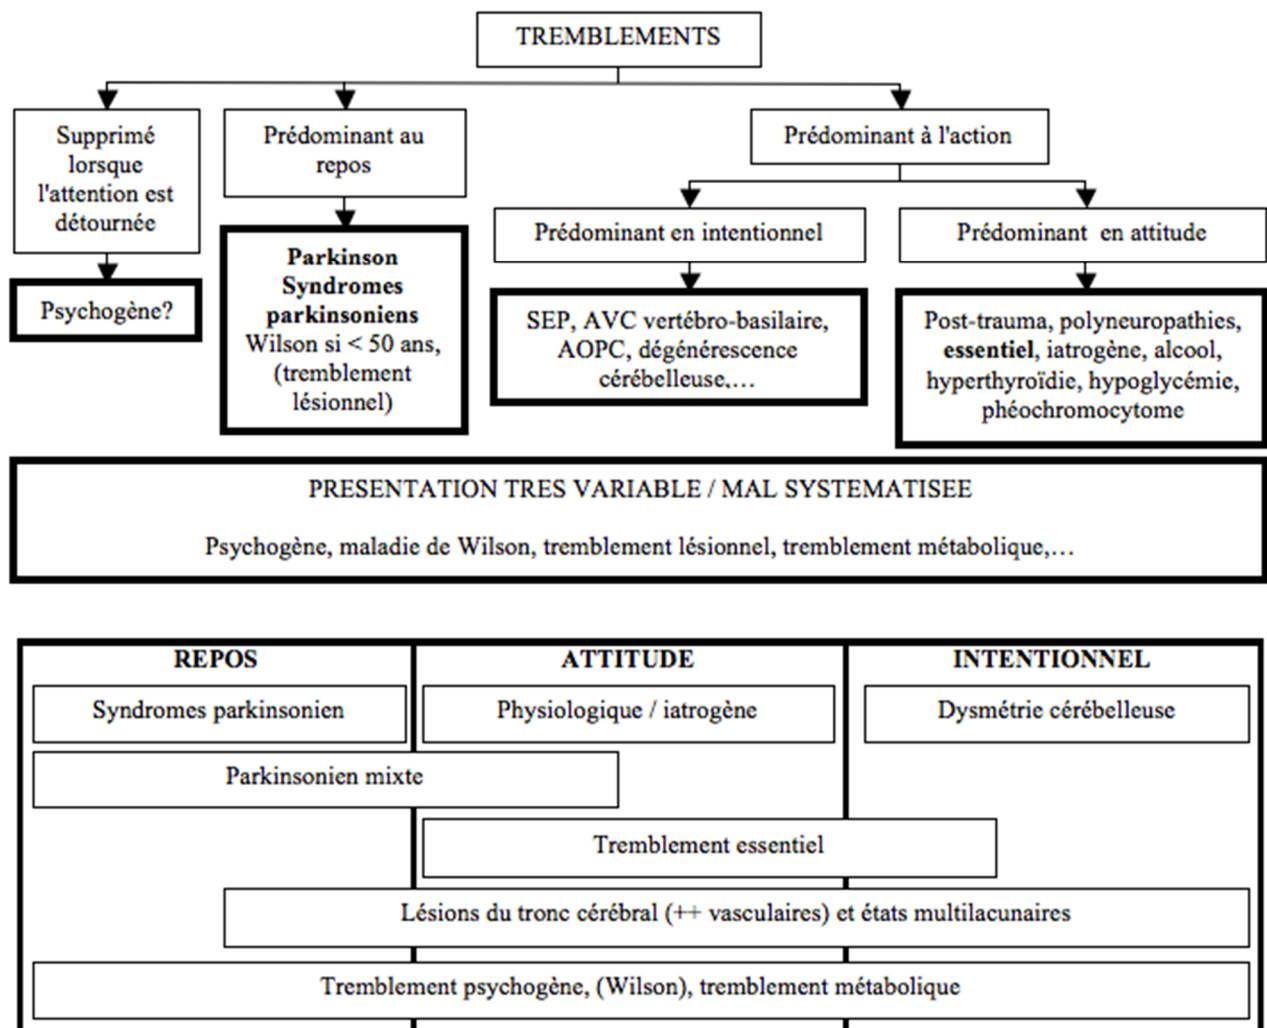 TREMBLEMENTS
Supprimé
lorsque
l'attention est
détournée
Prédominant au
repos
Prédominant à l'action
Prédominant en intentionnel
Prédominant en attitude
Psychogène?
Parkinson
Syndromes
parkinsoniens
Wilson si < 50 ans,
(tremblement
lésionnel)
SEP, AVC vertébro-basilaire,
AOPC, dégénérescence
cérébelleuse,...
Post-trauma, polyneuropathies,
essentiel, iatrogène, alcool,
hyperthyroïdie, hypoglycémie,
phéochromocytome
PRESENTATION TRES VARIABLE / MAL SYSTEMATISEE
Psychogène, maladie de Wilson, tremblement lésionnel, tremblement métabolique,...
REPOS
ATTITUDE
INTENTIONNEL
Syndromes parkinsonien
Physiologique / iatrogène
Dysmétrie cérébelleuse
Parkinsonien mixte
Tremblement essentiel
Lésions du tronc cérébral (++ vasculaires) et états multilacunaires
Tremblement psychogène, (Wilson), tremblement métabolique